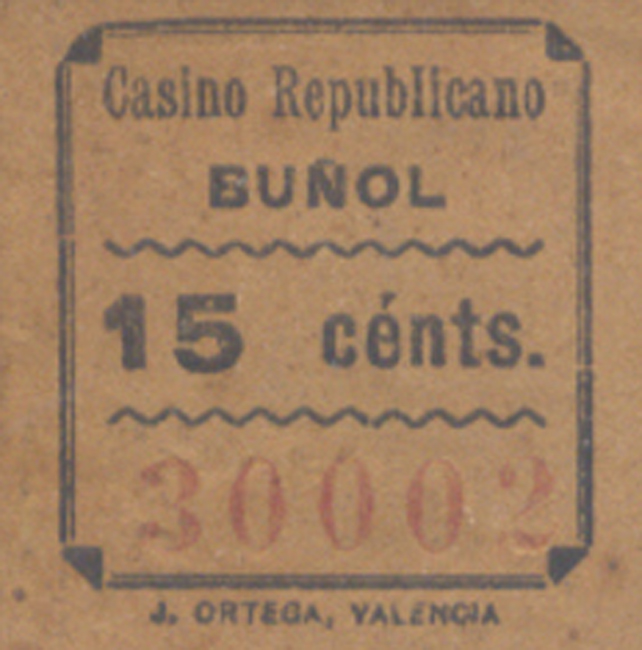 Casino Republicano
BUÑOL
15 cénts.
30002
J. ORTEGA, VALENCIA